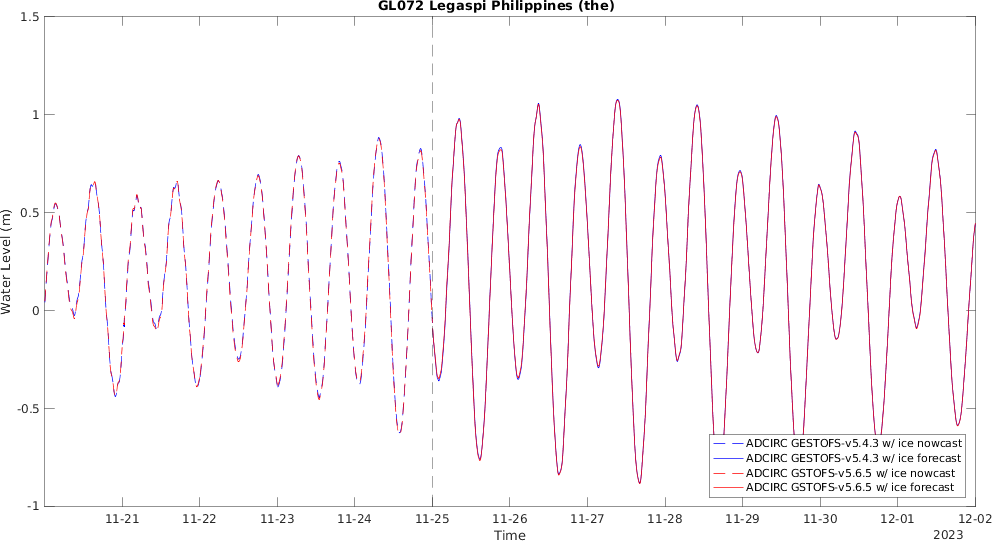 GL072 Legaspi Philippines (the)
1.5
1
0.5
0
-0.5
-1
Water Level (m)
ADCIRC GESTOFS-v5.4.3 w/ ice nowcast
ADCIRC GESTOFS-v5.4.3 w/ ice forecast
ADCIRC GSTOFS-v5.6.5 w/ ice nowcast
ADCIRC GSTOFS-v5.6.5 w/ ice forecast
11-21 11-22 11-23 11-24 11-25 11-26 11-27 11-28 11-29 11-30 12-01 12-02
Time
2023